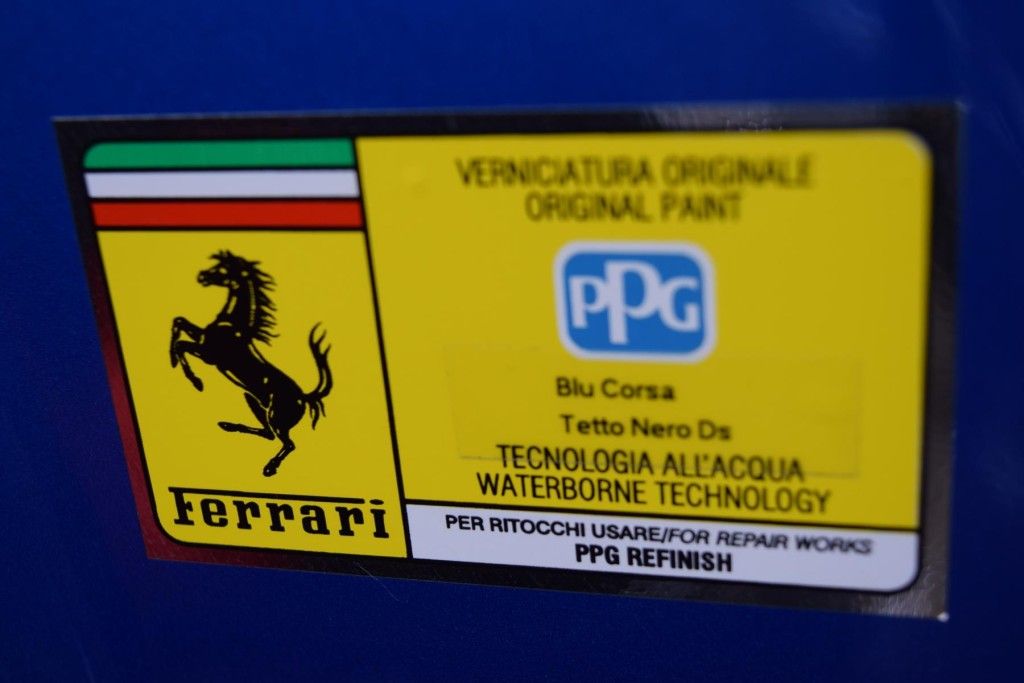 VERNICIATURA ORIGINALE
ORIGINAL PAINT
PPG
Blu Corsa
Tetto Nero Ds
TECNOLOGIA ALL'ACQUA
WATERBORNE TECHNOLOGY
Ferrari
PER RITOCCHI USARE/FOR REPAIR WORKS
PPG REFINISH